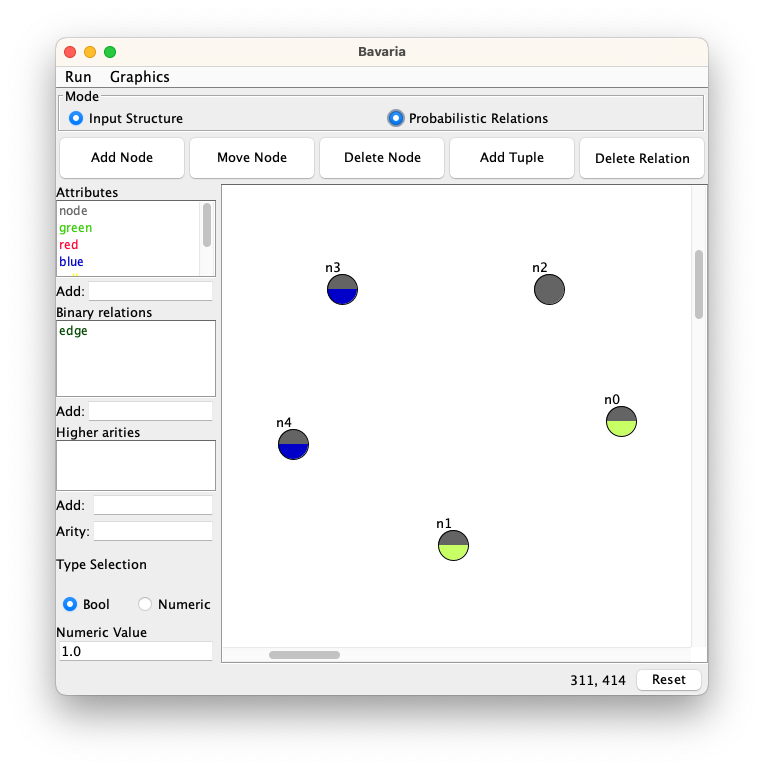 Bavaria
Run Graphics
Mode
Input Structure Probabilistic Relations
Add Node Move Node Delete Node Add Tuple Delete Relation
Attributes
node
green
red
blue
Add:
Binary relations
edge
Add:
Higher arities
Add:
Arity:
Type Selection
Bool Numeric
Numeric Value
1.0
n3 n2
n0
n4
n1
311, 414 Reset